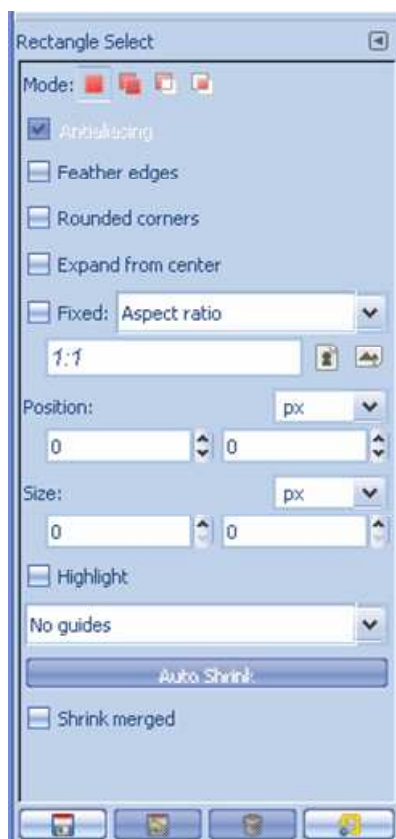 Rectangle Select
Mode:
Antialiasing
Feather edges
Rounded corners
Expand from center
Fixed: Aspect ratio
1:1
Position: px
0 0
Size: px
0 0
Highlight
No guides
Auto Shrink
Shrink merged